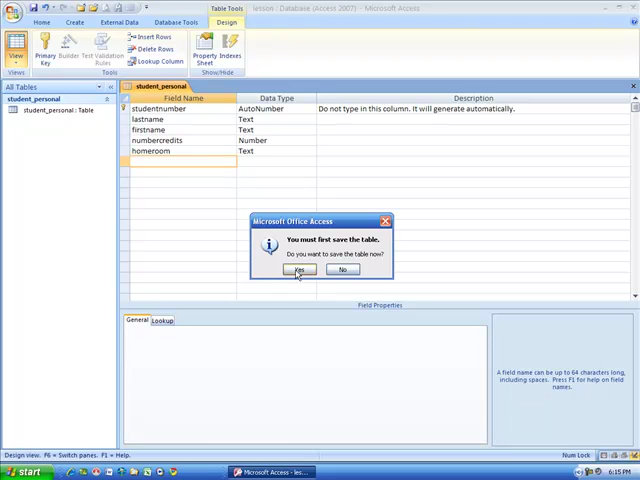 Table Tools
lesson : Database (Access 2007) - Microsoft Access
Home
Create
External Data
Database Tools
Design
View
Primary Key
Builder
Test Validation Rules
Insert Rows
Delete Rows
Lookup Column
Property Sheet
Indexes
Views
Tools
Show/Hide
All Tables
student_personal
student_personal : Table
student_personal
Field Name
Data Type
Description
studentnumber AutoNumber Do not type in this column. It will generate automatically.
lastname Text
firstname Text
numbercredits Number
homeroom Text
Microsoft Office Access
You must first save the table.
Do you want to save the table now?
Yes
No
Field Properties
General
Lookup
A field name can be up to 64 characters long,
including spaces. Press F1 for help on field
names.
Design view. F6 = Switch panes. F1 = Help.
Num Lock
start
Microsoft Access - les...
6:15 PM